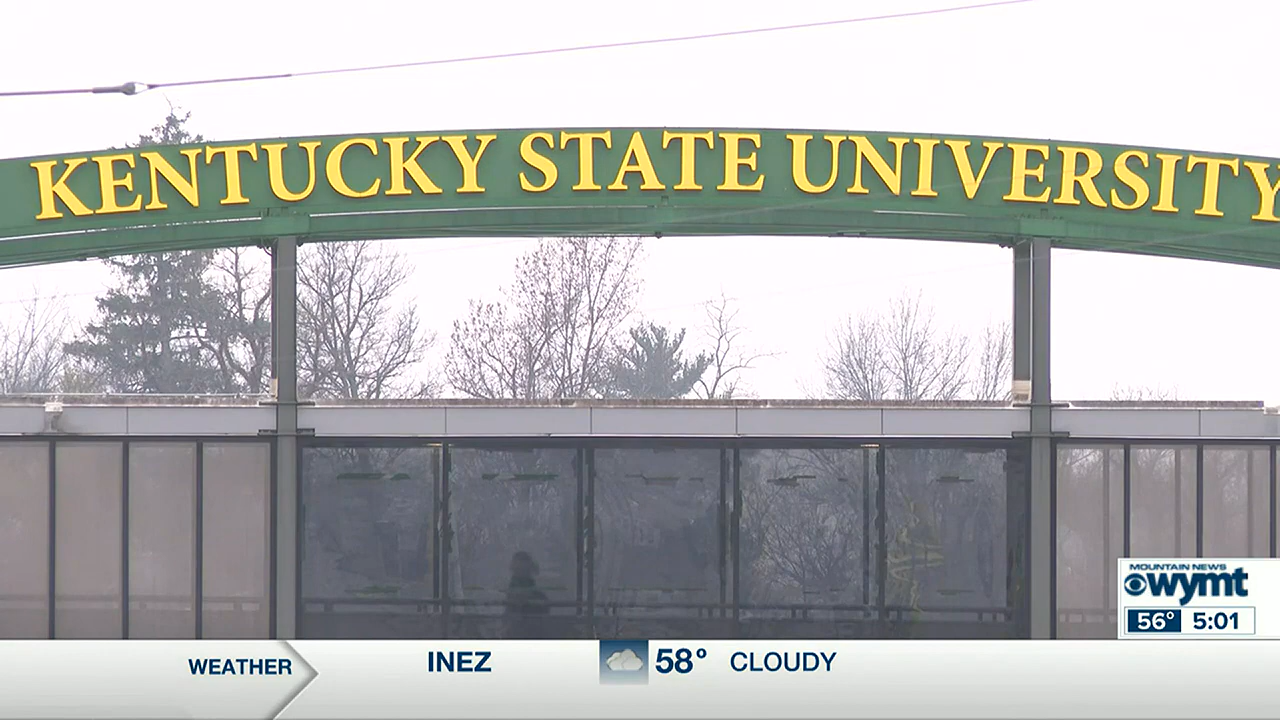 KENTUCKY STATE UNIVERSITY
MOUNTAIN NEWS
wymt
56° 5:01
WEATHER INEZ 58° CLOUDY